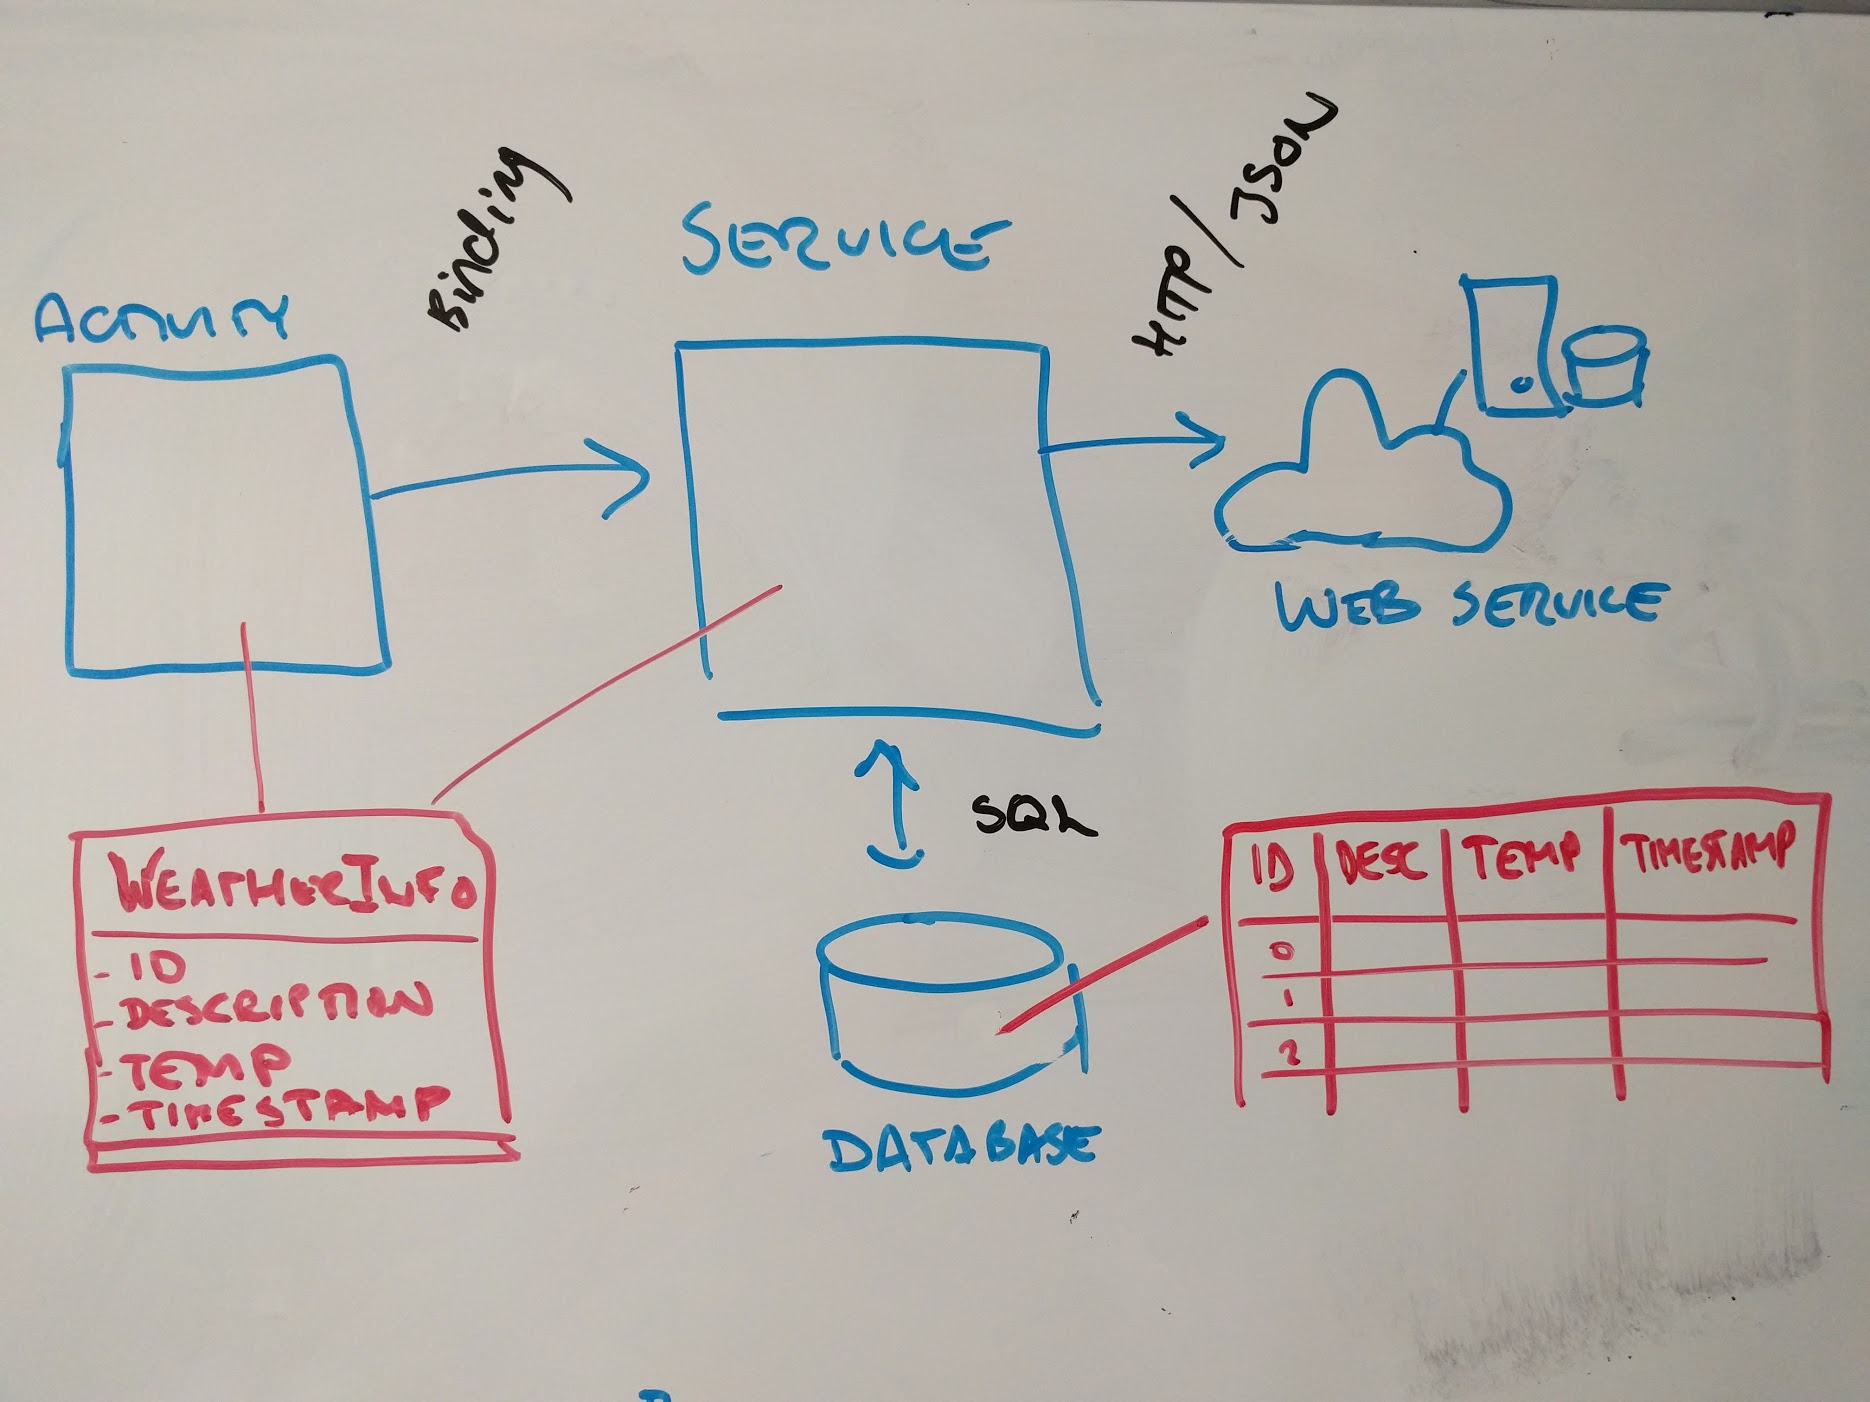 Binding
HTTP/JSON
SERVICE
ACTIVITY
WEB SERVICE
SQL
WEATHERINFO
- ID
- DESCRIPTION
- TEMP
- TIMESTAMP
ID DESC TEMP TIMESTAMP
0
1
2
DATABASE